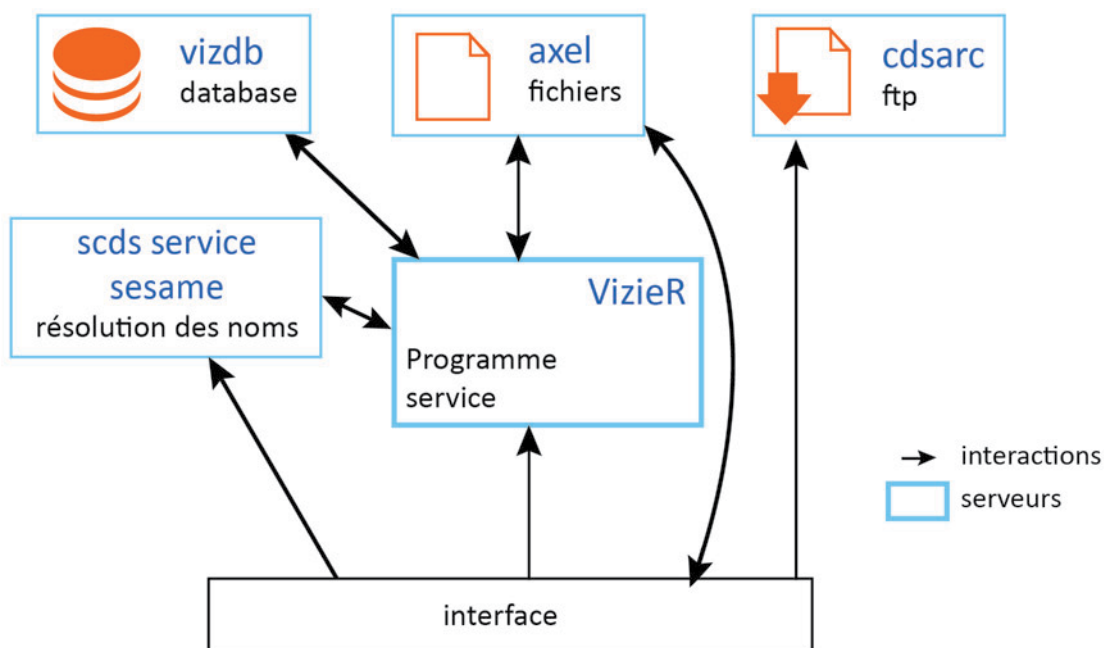 vizdb
database
axel
fichiers
cdsarc
ftp
scds service
sesame
résolution des noms
VizieR
Programme
service
interactions
serveurs
interface